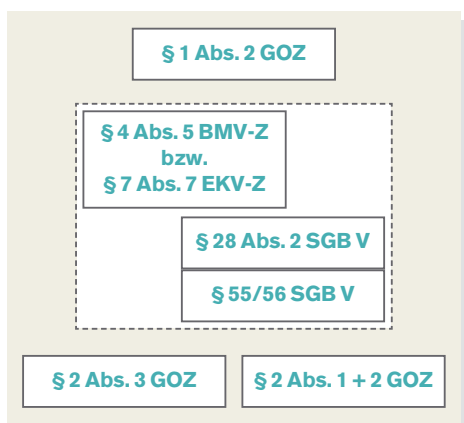 § 1 Abs. 2 GOZ
§ 4 Abs. 5 BMV-Z
bzw.
§ 7 Abs. 7 EKV-Z
§ 28 Abs. 2 SGB V
§ 55/56 SGB V
§ 2 Abs. 3 GOZ
§ 2 Abs. 1 + 2 GOZ